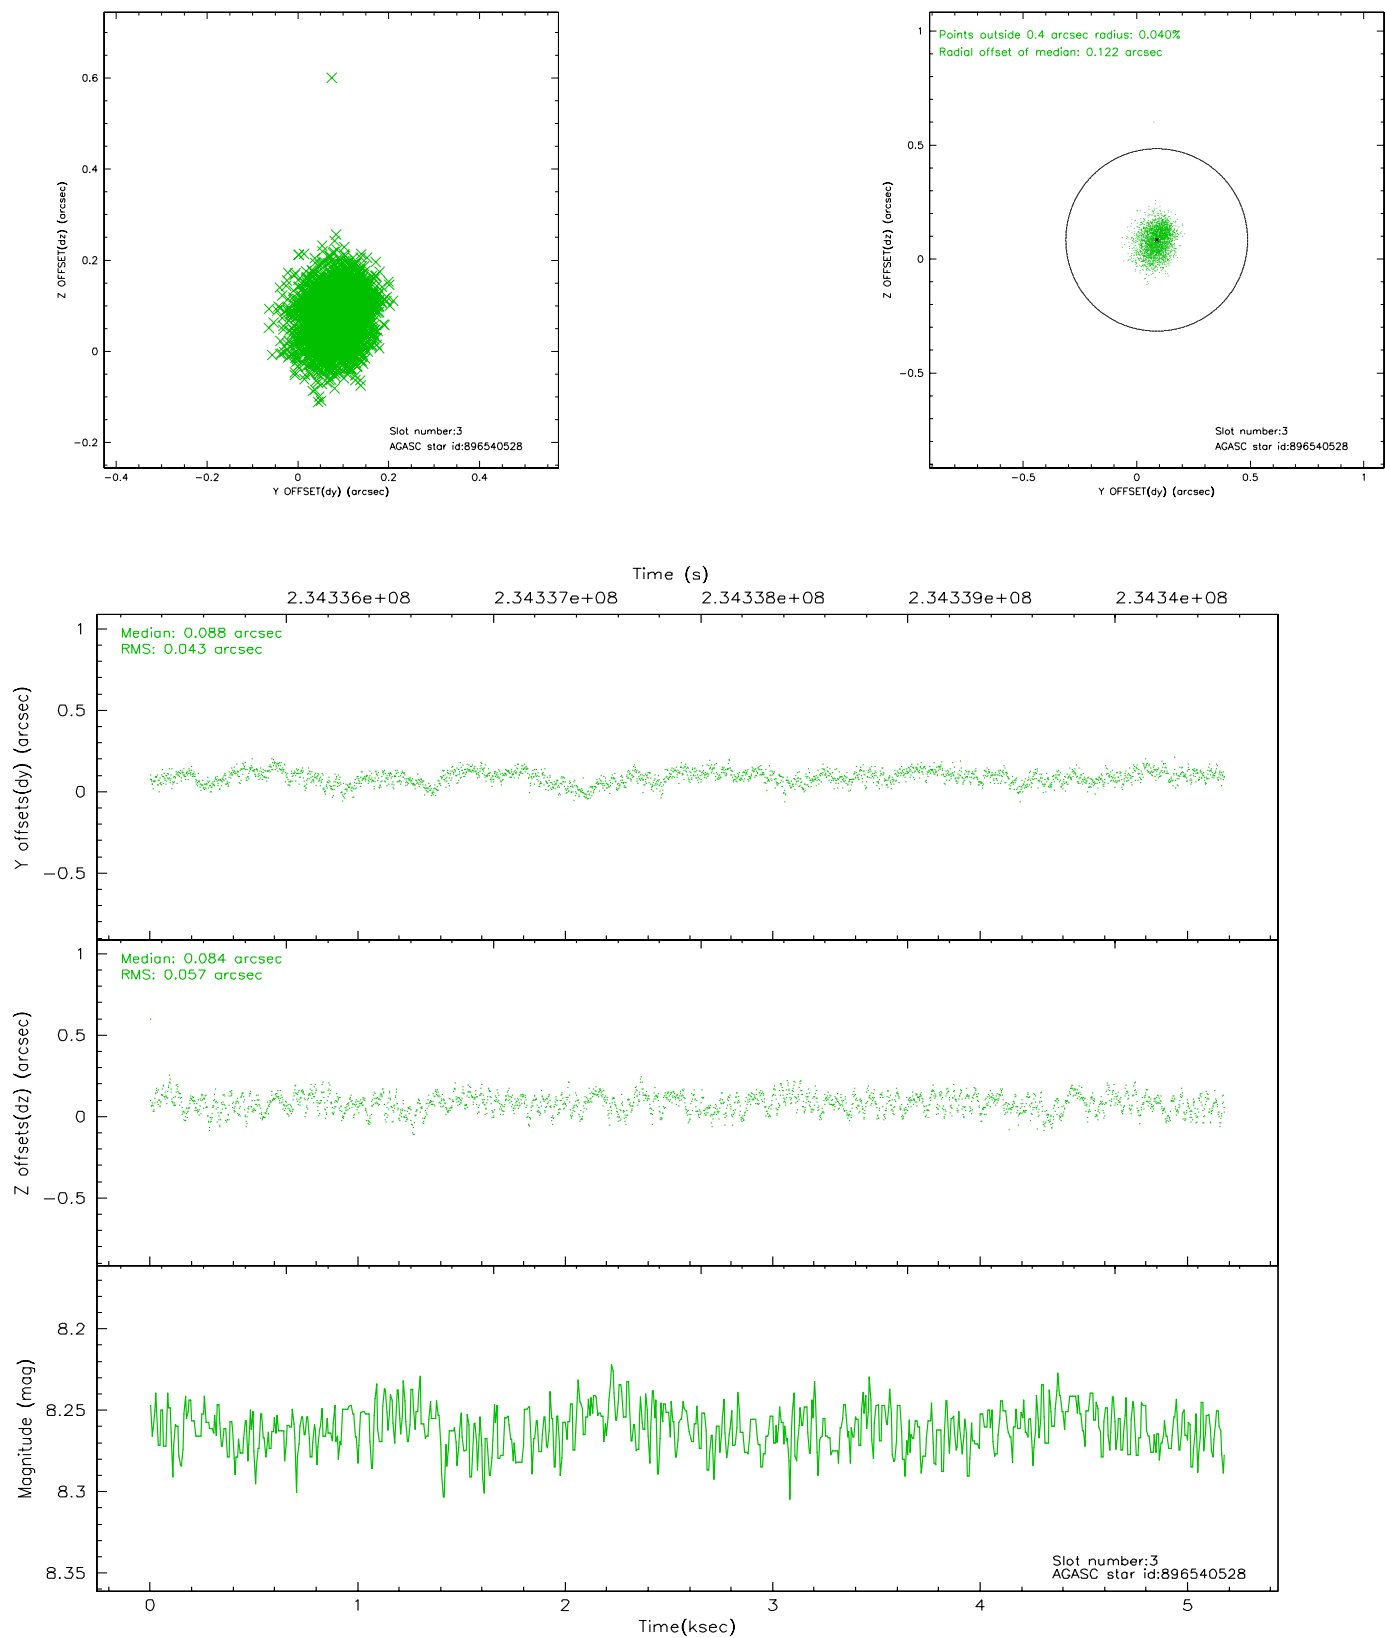 0.6
0.4
0.2
0
−0.2
Z OFFSET(dz) (arcsec)
Slot number:3
AGASC star id:896540528
−0.4
−0.2
0
0.2
0.4
Y OFFSET(dy) (arcsec)
Points outside 0.4 arcsec radius: 0.040%
Radial offset of median: 0.122 arcsec
1
0.5
0
−0.5
Z OFFSET(dz) (arcsec)
Slot number:3
AGASC star id:896540528
−0.5
0
0.5
1
Y OFFSET(dy) (arcsec)
Time (s)
2.34336e+08
2.34337e+08
2.34338e+08
2.34339e+08
2.3434e+08
Median: 0.088 arcsec
RMS: 0.043 arcsec
1
0.5
0
−0.5
Y offsets(dy) (arcsec)
Median: 0.084 arcsec
RMS: 0.057 arcsec
1
0.5
0
−0.5
Z offsets(dz) (arcsec)
8.2
8.25
8.3
8.35
Magnitude (mag)
Slot number:3
AGASC star id:896540528
0
1
2
3
4
5
Time(ksec)